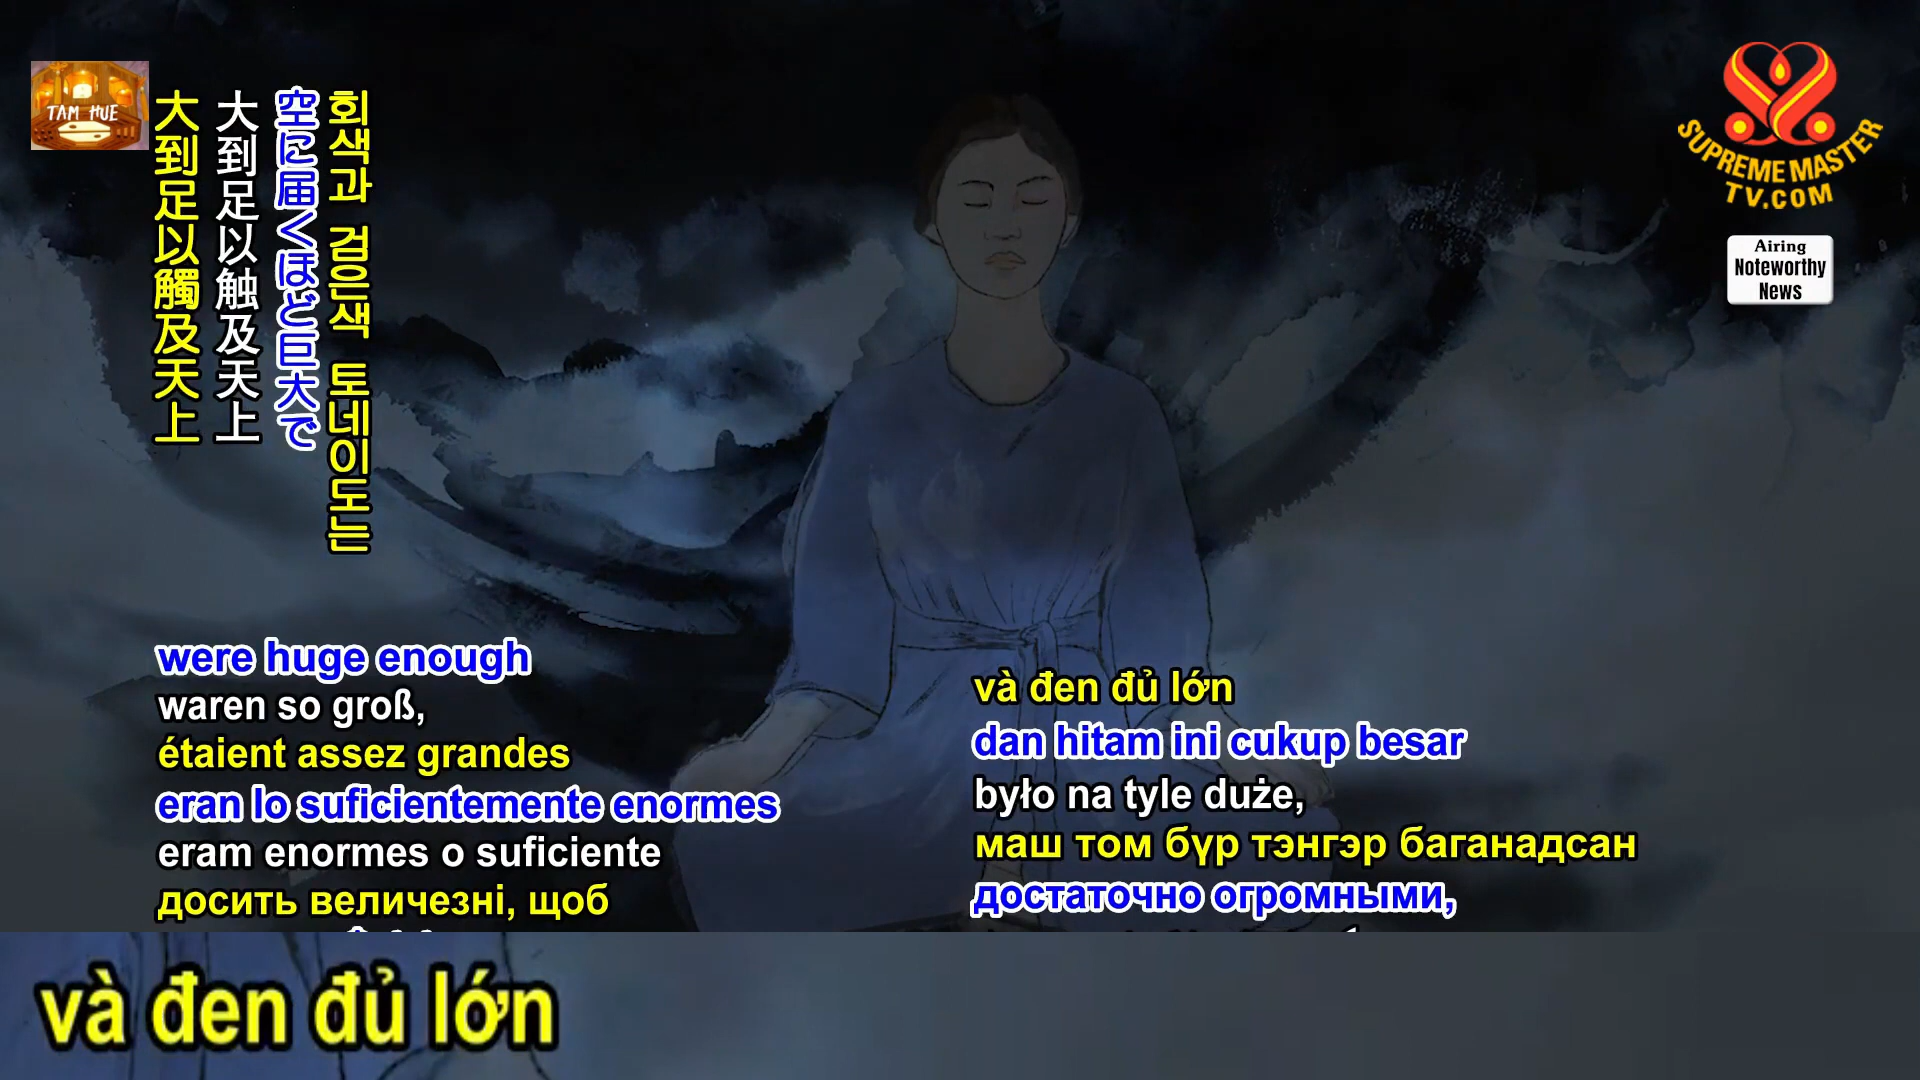 TAM HUE
大到足以觸及天上
大到足以触及天上
空に届くほど巨大で
회색과 검은색 토네이도는
SUPREME MASTER
TV.COM
Airing
Noteworthy
News
were huge enough
waren so groß,
étaient assez grandes
eran lo suficientemente enormes
eram enormes o suficiente
досить величезні, щоб
và đen đủ lớn
dan hitam ini cukup besar
było na tyle duże,
маш том бүр тэнгэр баганадсан
достаточно огромными,
và đen đủ lớn